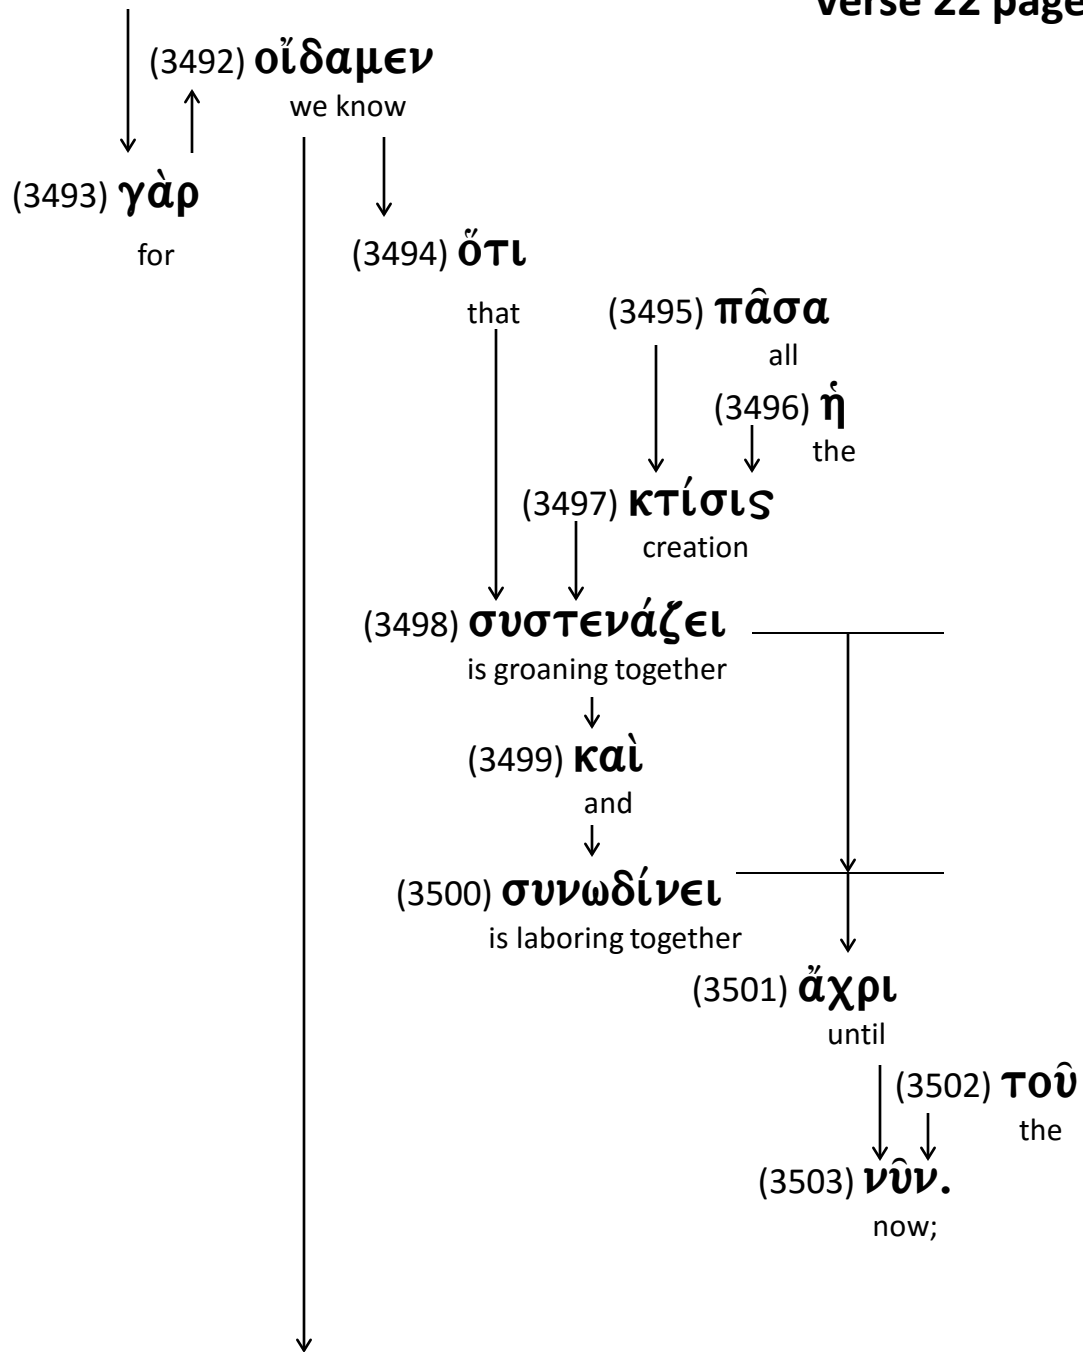 verse 22 page
(3492) οἴδαμεν
we know
(3493) γὰρ
for
(3494) ὅτι
that
(3495) πᾶσα
all
(3496) ἡ
the
(3497) κτίσις
creation
(3498) συστενάζει
is groaning together
(3499) καὶ
and
(3500) συνωδίνει
is laboring together
(3501) ἄχρι
until
(3502) τοῦ
the
(3503) νῦν.
now;